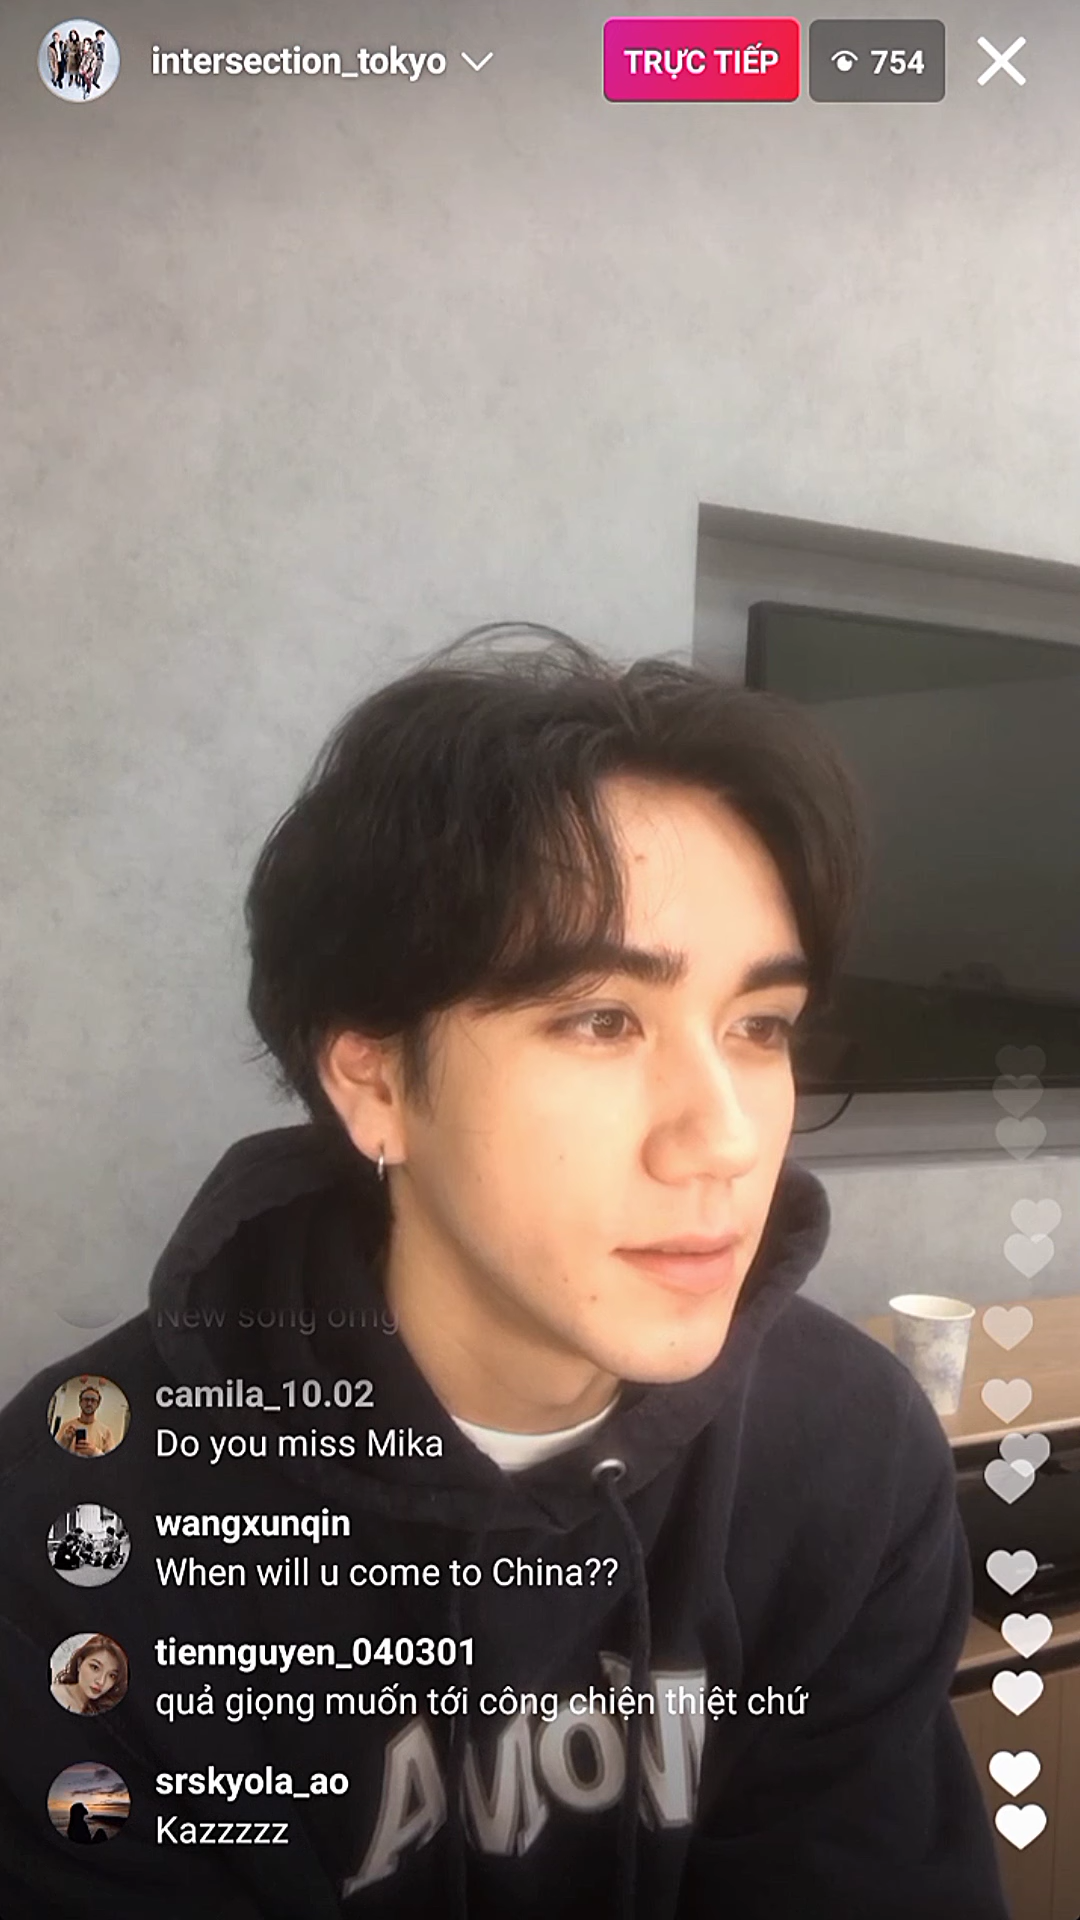 intersection_tokyo
TRỰC TIẾP
754
New song omg
camila_10.02
Do you miss Mika
wangxunqin
When will u come to China??
tiennguyen_040301
quả giọng muốn tới công chiện thiệt chứ
srskyola_ao
Kazzzzz